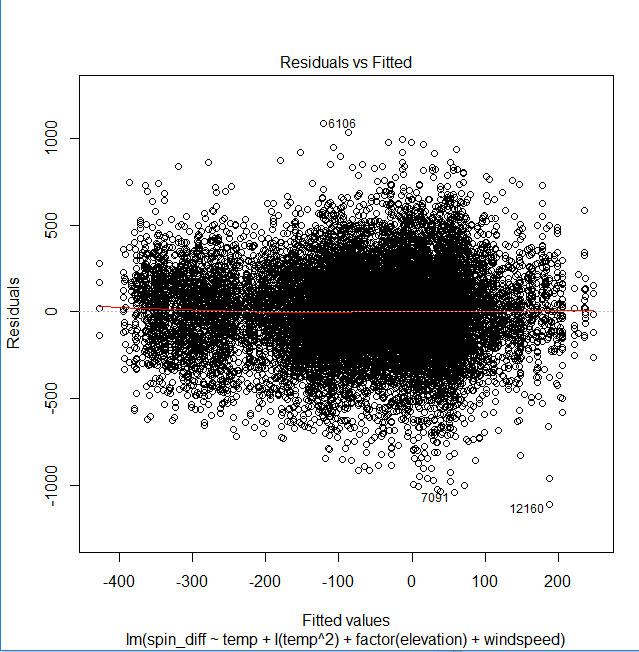 Residuals vs Fitted
6106
7091
12160
1000
500
0
-500
-1000
Residuals
-400 -300 -200 -100 0 100 200
Fitted values
lm(spin_diff ~ temp + I(temp^2) + factor(elevation) + windspeed)